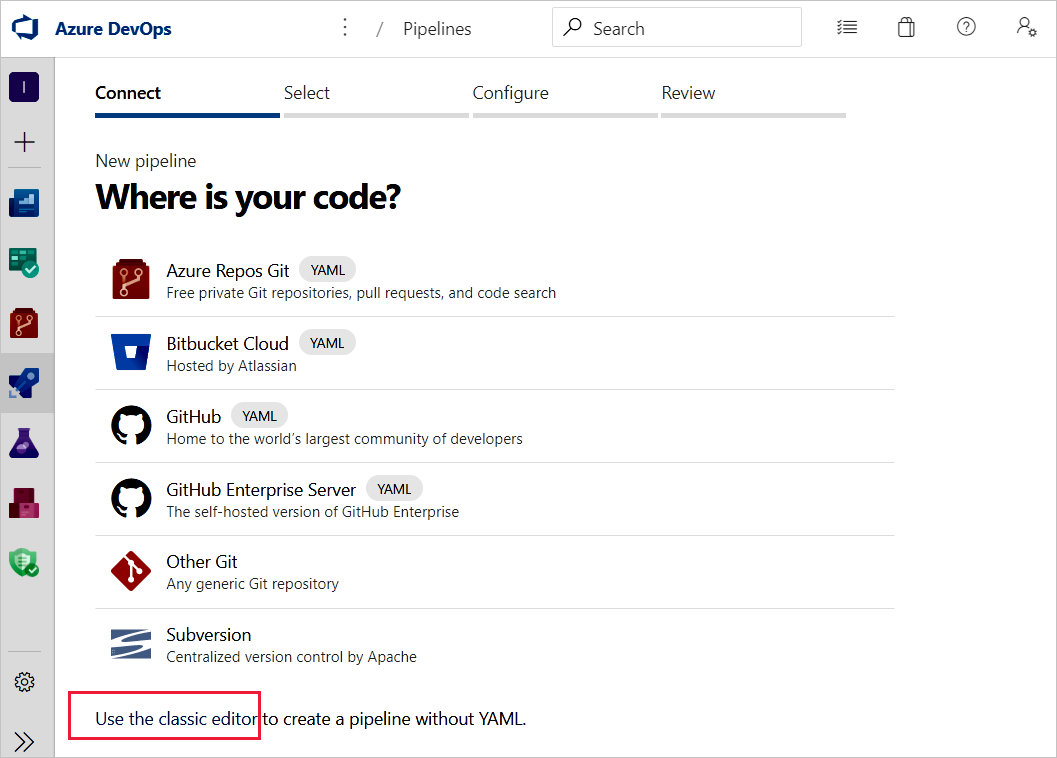 Azure DevOps
/ Pipelines
Search
I
Connect
Select
Configure
Review
New pipeline
Where is your code?
Azure Repos Git YAML
Free private Git repositories, pull requests, and code search
Bitbucket Cloud YAML
Hosted by Atlassian
GitHub YAML
Home to the world's largest community of developers
GitHub Enterprise Server YAML
The self-hosted version of GitHub Enterprise
Other Git
Any generic Git repository
Subversion
Centralized version control by Apache
Use the classic editor to create a pipeline without YAML.